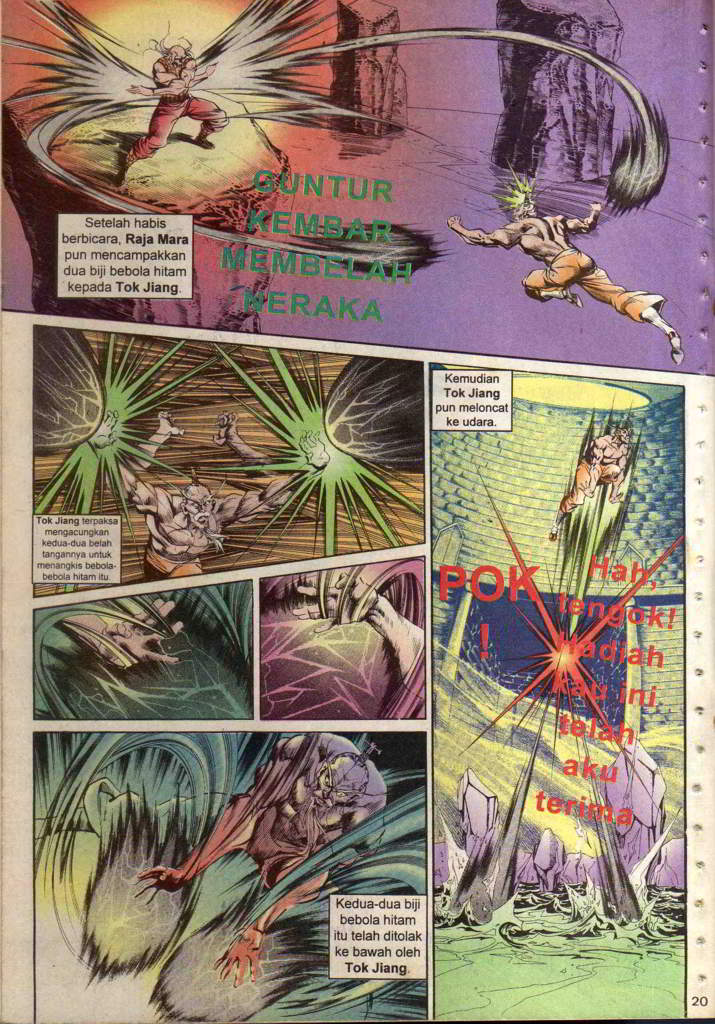 GUNTUR
KEMBAR
MEMBELAH
NERAKA
Setelah habis
berbicara, Raja Mara
pun mencampakkan
dua biji bebola hitam
kepada Tok Jiang.
Tok Jiang terpaksa
mengacungkan
kedua-dua belah
tangannya untuk
menangkis bebola-
bebola hitam itu.
Kedua-dua biji
bebola hitam
itu telah ditolak
ke bawah oleh
Tok Jiang.
Kemudian
Tok Jiang
pun meloncat
ke udara.
POK
!
Hah,
tengok!
Hadiah
kau ini
telah
aku
terima
20